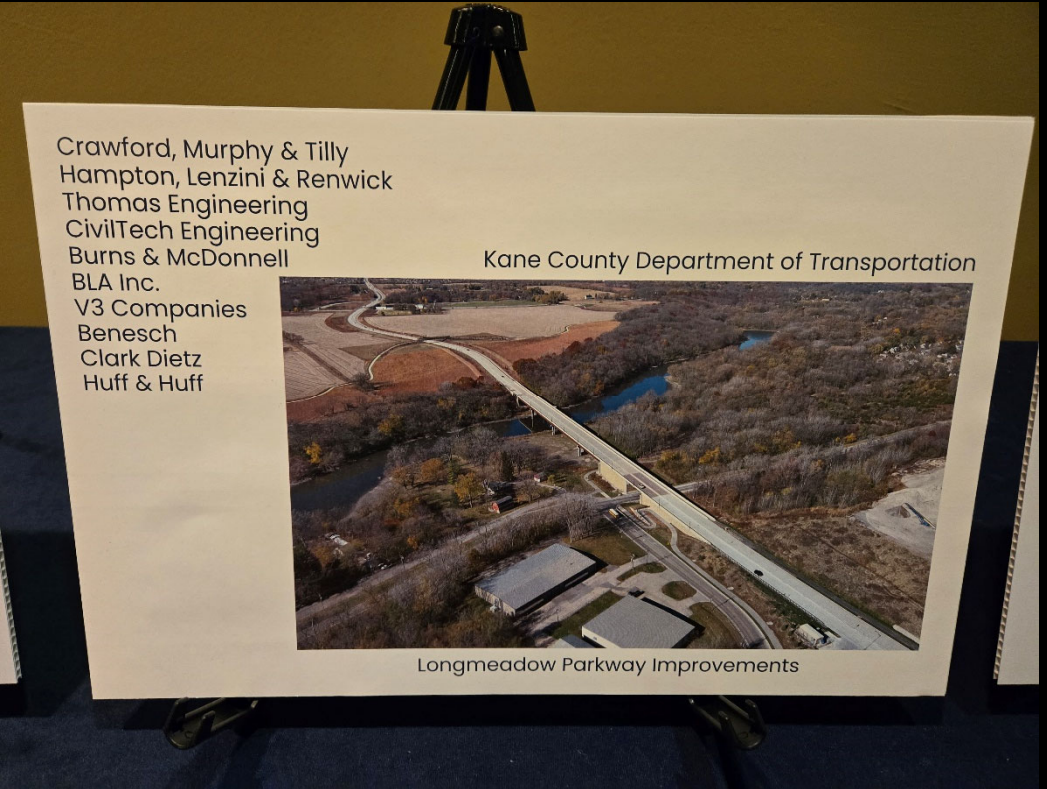 Crawford, Murphy & Tilly
Hampton, Lenzini & Renwick
Thomas Engineering
CivilTech Engineering
Burns & McDonnell
BLA Inc.
V3 Companies
Benesch
Clark Dietz
Huff & Huff
Kane County Department of Transportation
Longmeadow Parkway Improvements